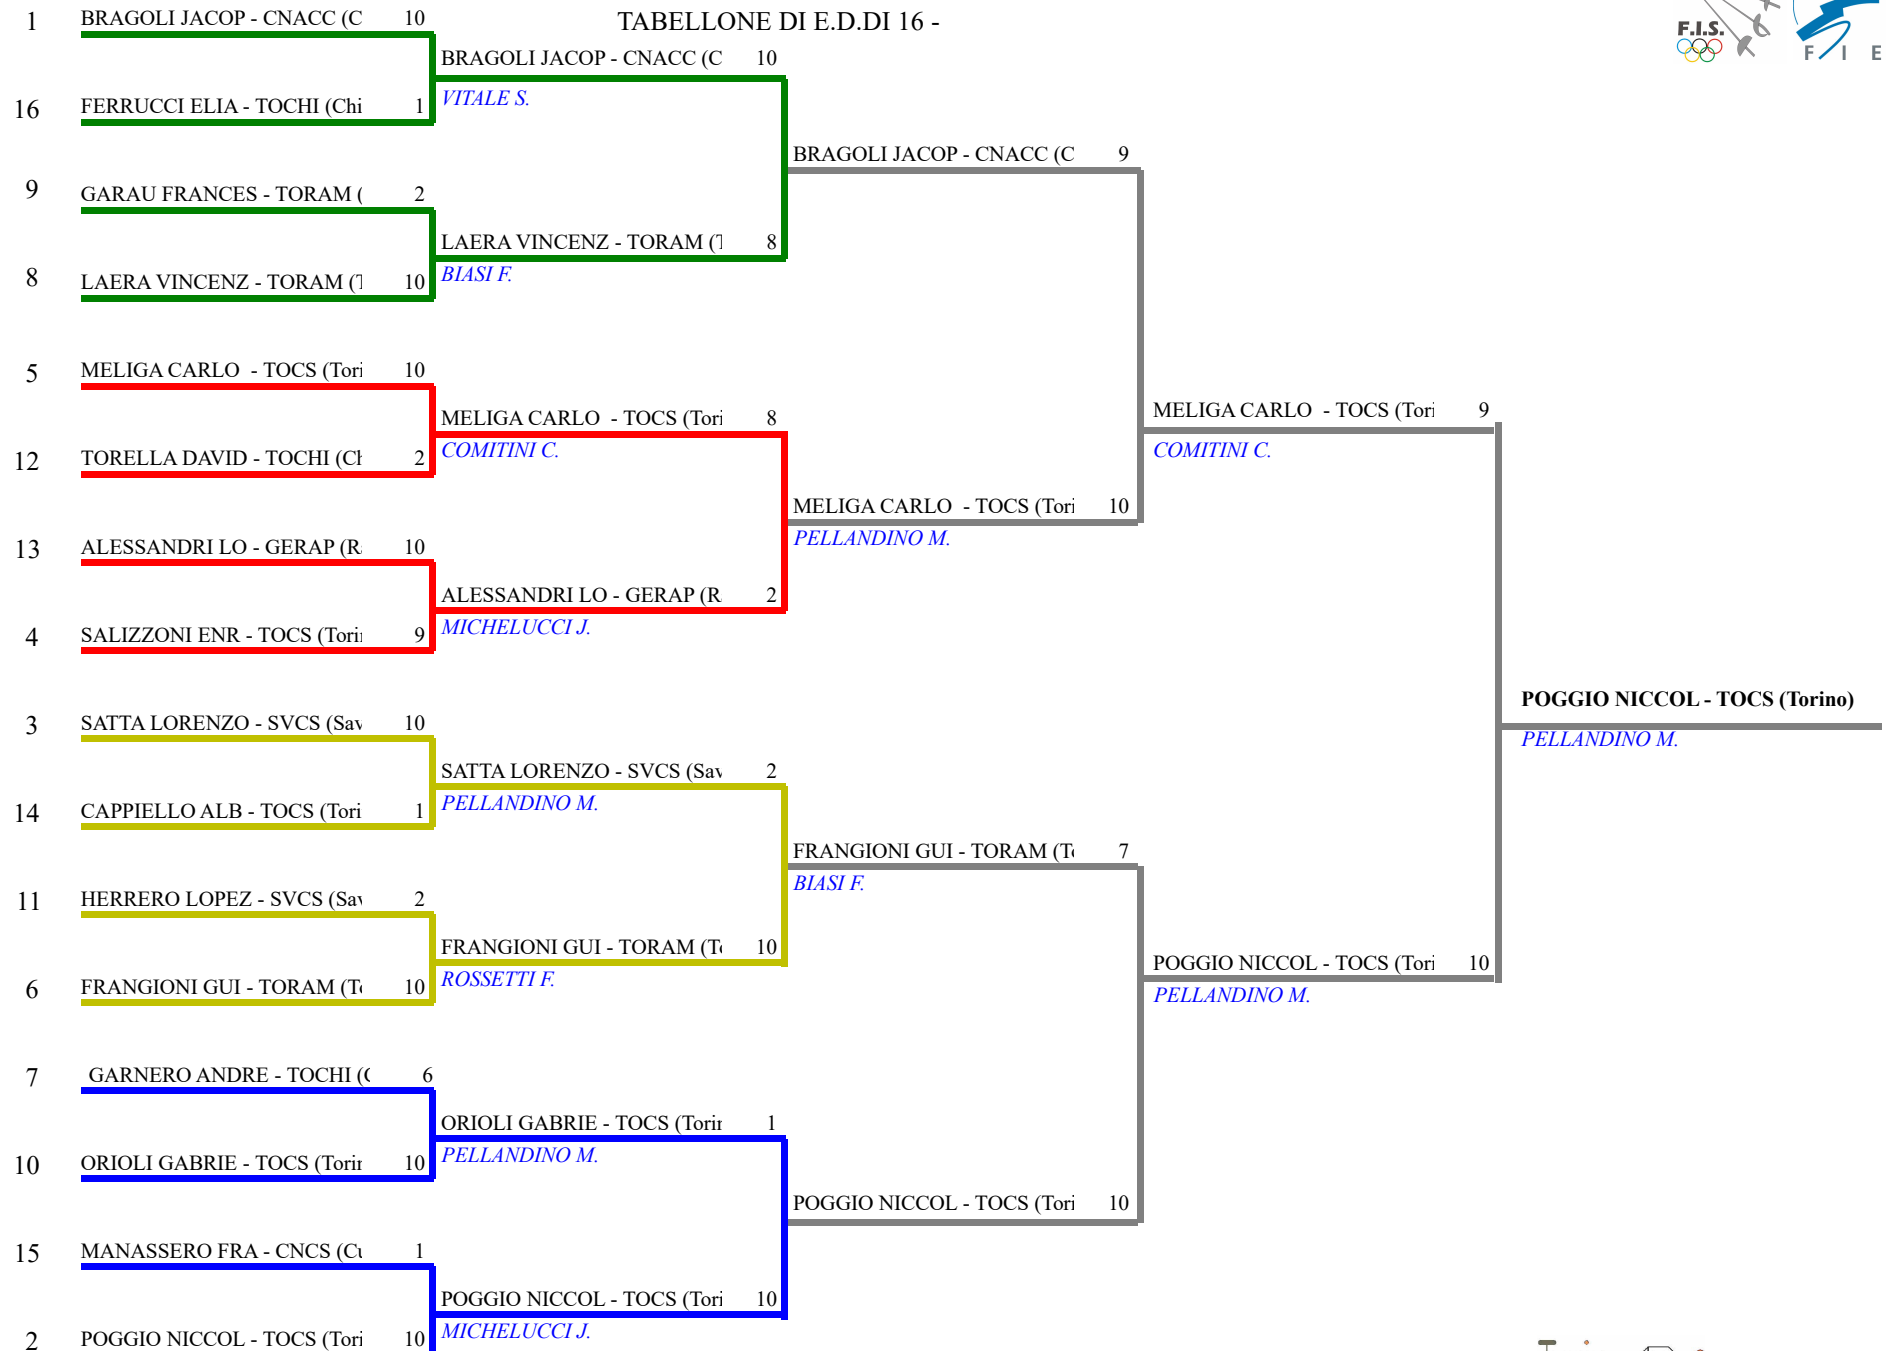 TABELLONE DI E.D.DI 16 -
F.I.S.
F I E
1 BRAGOLI JACOP - CNACC (C 10
BRAGOLI JACOP - CNACC (C 10
VITALE S.
16 FERRUCCI ELIA - TOCHI (Chi 1
BRAGOLI JACOP - CNACC (C 9
9 GARAU FRANCES - TORAM ( 2
LAERA VINCENZ - TORAM (T 8
BIASI F.
8 LAERA VINCENZ - TORAM (T 10
5 MELIGA CARLO - TOCS (Tori 10
MELIGA CARLO - TOCS (Tori 8
COMITINI C.
MELIGA CARLO - TOCS (Tori 9
COMITINI C.
12 TORELLA DAVID - TOCHI (Ch 2
MELIGA CARLO - TOCS (Tori 10
PELLANDINO M.
13 ALESSANDRI LO - GERAP (R 10
ALESSANDRI LO - GERAP (R 2
MICHELUCCI J.
4 SALIZZONI ENR - TOCS (Tori 9
POGGIO NICCOL - TOCS (Torino)
PELLANDINO M.
3 SATTA LORENZO - SVCS (Sav 10
SATTA LORENZO - SVCS (Sav 2
PELLANDINO M.
14 CAPPIELLO ALB - TOCS (Tori 1
FRANGIONI GUI - TORAM (To 7
BIASI F.
11 HERRERO LOPEZ - SVCS (Sav 2
FRANGIONI GUI - TORAM (To 10
ROSSETTI F.
POGGIO NICCOL - TOCS (Tori 10
PELLANDINO M.
6 FRANGIONI GUI - TORAM (To 10
7 GARNERO ANDRE - TOCHI (C 6
ORIOLI GABRIE - TOCS (Torin 1
PELLANDINO M.
10 ORIOLI GABRIE - TOCS (Torin 10
POGGIO NICCOL - TOCS (Tori 10
15 MANASSERO FRA - CNCS (Cu 1
POGGIO NICCOL - TOCS (Tori 10
MICHELUCCI J.
2 POGGIO NICCOL - TOCS (Tori 10